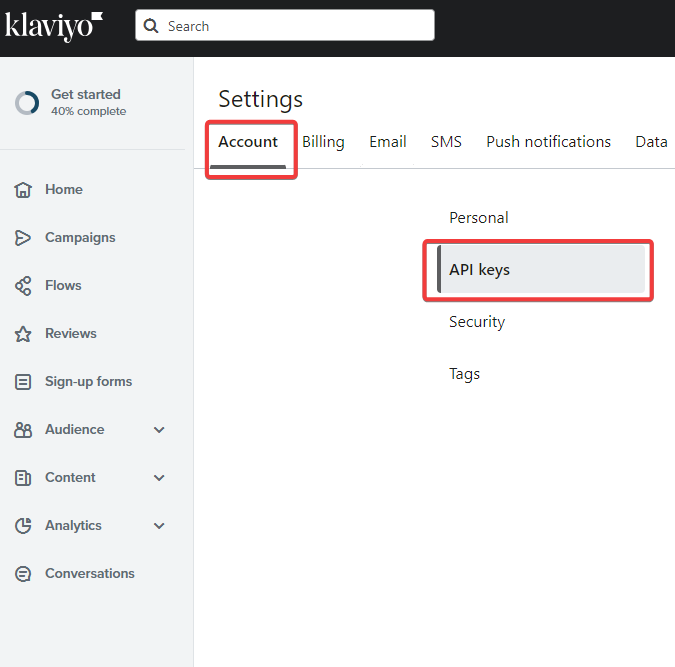 klaviyo
Search
Get started
40% complete
Home
Campaigns
Flows
Reviews
Sign-up forms
Audience
Content
Analytics
Conversations
Settings
Account Billing Email SMS Push notifications Data
Personal
API keys
Security
Tags